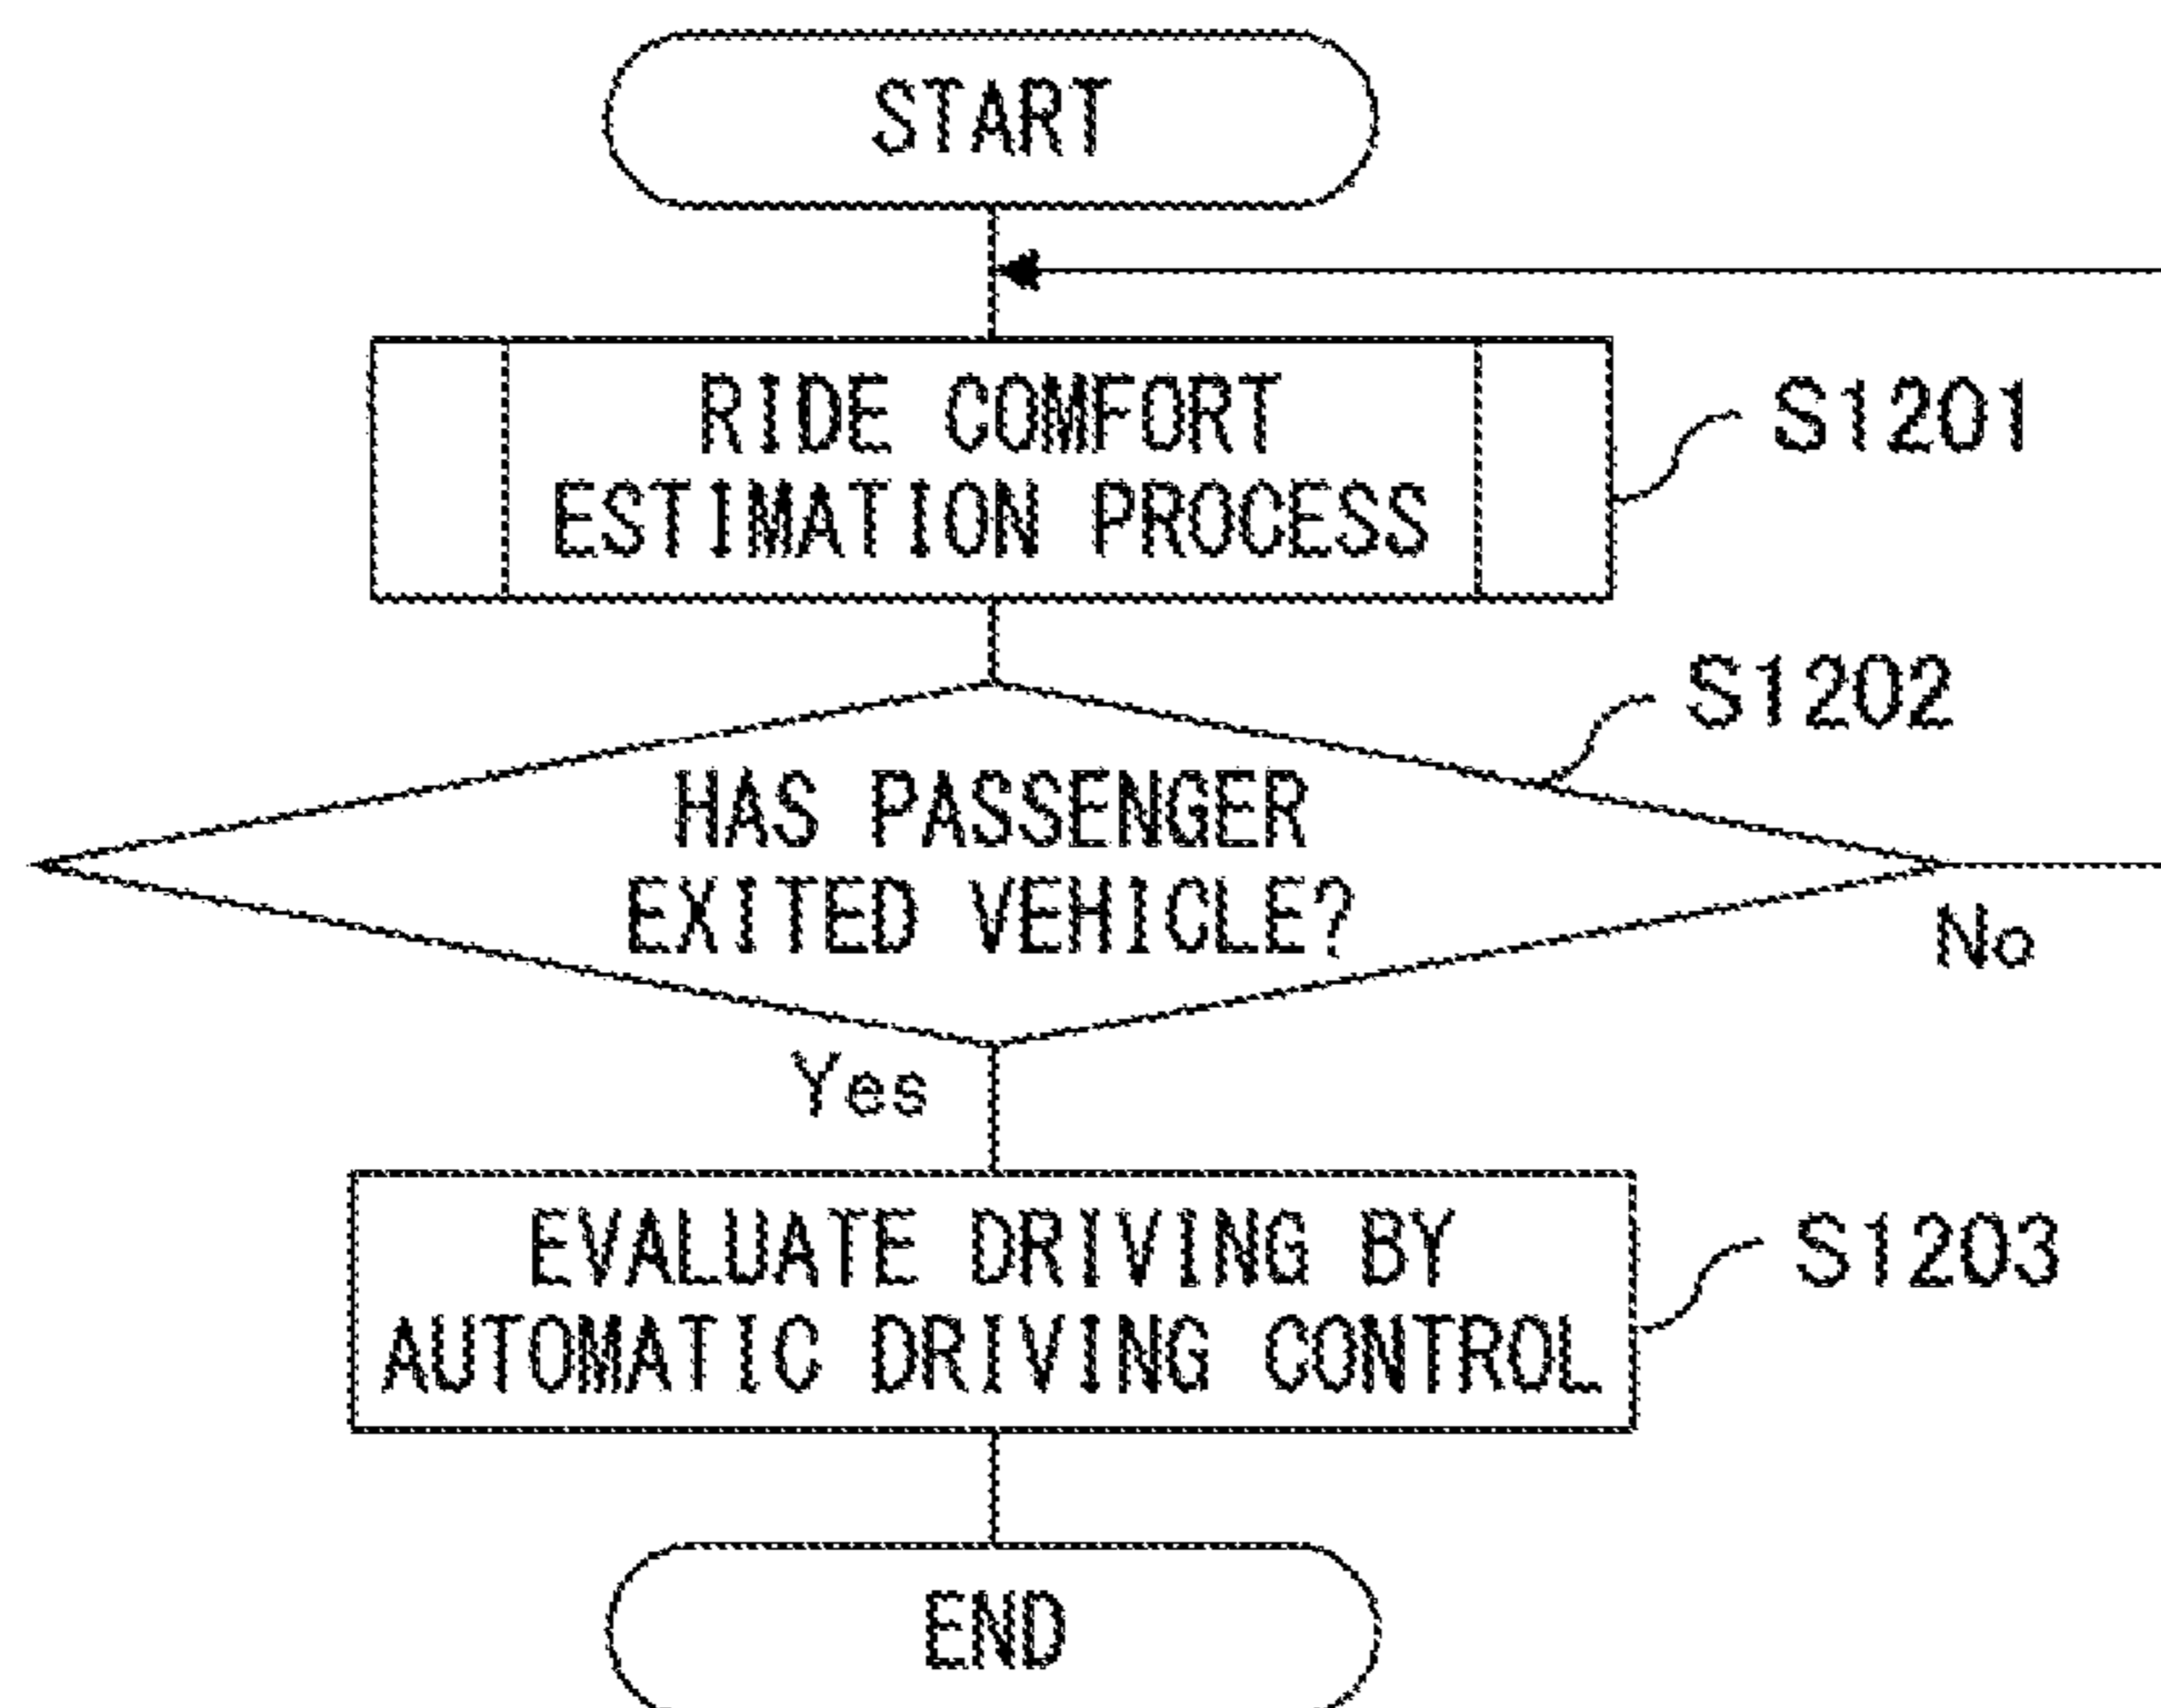 START
RIDE COMFORT
ESTIMATION PROCESS
S1201
S1202
HAS PASSENGER
EXITED VEHICLE?
No
Yes
EVALUATE DRIVING BY
AUTOMATIC DRIVING CONTROL
S1203
END